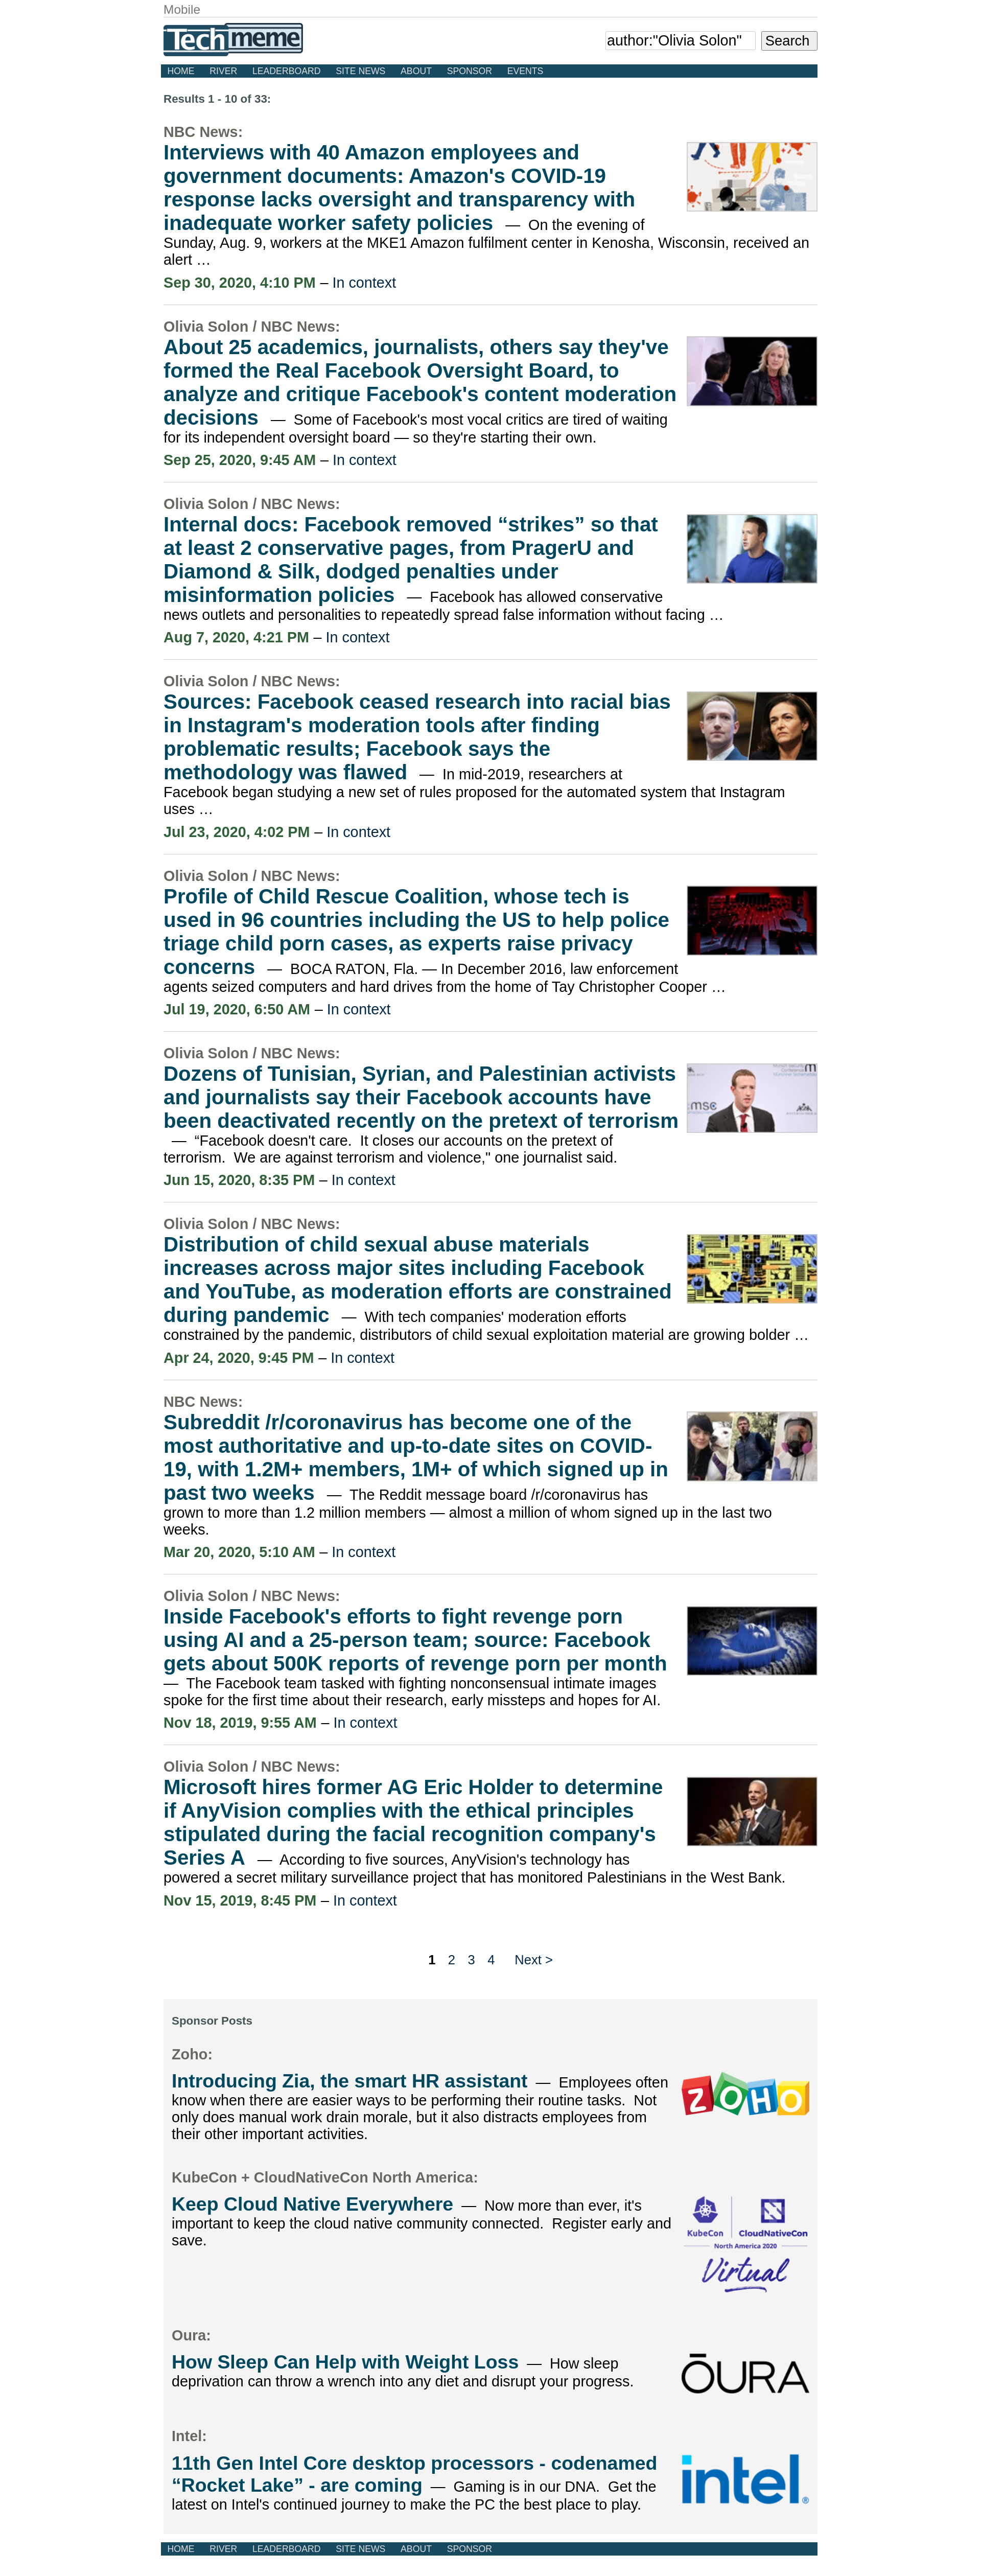 Mobile
Techmeme
author:"Olivia Solon" Search
HOME RIVER LEADERBOARD SITE NEWS ABOUT SPONSOR EVENTS
Results 1 - 10 of 33:
NBC News:
Interviews with 40 Amazon employees and
government documents: Amazon's COVID-19
response lacks oversight and transparency with
inadequate worker safety policies — On the evening of
Sunday, Aug. 9, workers at the MKE1 Amazon fulfilment center in Kenosha, Wisconsin, received an
alert …
Sep 30, 2020, 4:10 PM – In context
Olivia Solon / NBC News:
About 25 academics, journalists, others say they've
formed the Real Facebook Oversight Board, to
analyze and critique Facebook's content moderation
decisions — Some of Facebook's most vocal critics are tired of waiting
for its independent oversight board — so they're starting their own.
Sep 25, 2020, 9:45 AM – In context
Olivia Solon / NBC News:
Internal docs: Facebook removed “strikes” so that
at least 2 conservative pages, from PragerU and
Diamond & Silk, dodged penalties under
misinformation policies — Facebook has allowed conservative
news outlets and personalities to repeatedly spread false information without facing …
Aug 7, 2020, 4:21 PM – In context
Olivia Solon / NBC News:
Sources: Facebook ceased research into racial bias
in Instagram's moderation tools after finding
problematic results; Facebook says the
methodology was flawed — In mid-2019, researchers at
Facebook began studying a new set of rules proposed for the automated system that Instagram
uses …
Jul 23, 2020, 4:02 PM – In context
Olivia Solon / NBC News:
Profile of Child Rescue Coalition, whose tech is
used in 96 countries including the US to help police
triage child porn cases, as experts raise privacy
concerns — BOCA RATON, Fla. — In December 2016, law enforcement
agents seized computers and hard drives from the home of Tay Christopher Cooper …
Jul 19, 2020, 6:50 AM – In context
Olivia Solon / NBC News:
Dozens of Tunisian, Syrian, and Palestinian activists
and journalists say their Facebook accounts have
been deactivated recently on the pretext of terrorism
— “Facebook doesn't care. It closes our accounts on the pretext of
terrorism. We are against terrorism and violence," one journalist said.
Jun 15, 2020, 8:35 PM – In context
msc
Olivia Solon / NBC News:
Distribution of child sexual abuse materials
increases across major sites including Facebook
and YouTube, as moderation efforts are constrained
during pandemic — With tech companies' moderation efforts
constrained by the pandemic, distributors of child sexual exploitation material are growing bolder …
Apr 24, 2020, 9:45 PM – In context
NBC News:
Subreddit /r/coronavirus has become one of the
most authoritative and up-to-date sites on COVID-
19, with 1.2M+ members, 1M+ of which signed up in
past two weeks — The Reddit message board /r/coronavirus has
grown to more than 1.2 million members — almost a million of whom signed up in the last two
weeks.
Mar 20, 2020, 5:10 AM – In context
Olivia Solon / NBC News:
Inside Facebook's efforts to fight revenge porn
using AI and a 25-person team; source: Facebook
gets about 500K reports of revenge porn per month
— The Facebook team tasked with fighting nonconsensual intimate images
spoke for the first time about their research, early missteps and hopes for AI.
Nov 18, 2019, 9:55 AM – In context
Olivia Solon / NBC News:
Microsoft hires former AG Eric Holder to determine
if AnyVision complies with the ethical principles
stipulated during the facial recognition company's
Series A — According to five sources, AnyVision's technology has
powered a secret military surveillance project that has monitored Palestinians in the West Bank.
Nov 15, 2019, 8:45 PM – In context
1 2 3 4 Next >
Sponsor Posts
Zoho:
Introducing Zia, the smart HR assistant — Employees often
know when there are easier ways to be performing their routine tasks. Not
only does manual work drain morale, but it also distracts employees from
their other important activities.
ZOHO
KubeCon + CloudNativeCon North America:
Keep Cloud Native Everywhere — Now more than ever, it's
important to keep the cloud native community connected. Register early and
save.
KubeCon CloudNativeCon
North America 2020
Virtual
Oura:
How Sleep Can Help with Weight Loss — How sleep
deprivation can throw a wrench into any diet and disrupt your progress.
ŌURA
Intel:
11th Gen Intel Core desktop processors - codenamed
“Rocket Lake” - are coming — Gaming is in our DNA. Get the
latest on Intel's continued journey to make the PC the best place to play.
intel®
HOME RIVER LEADERBOARD SITE NEWS ABOUT SPONSOR